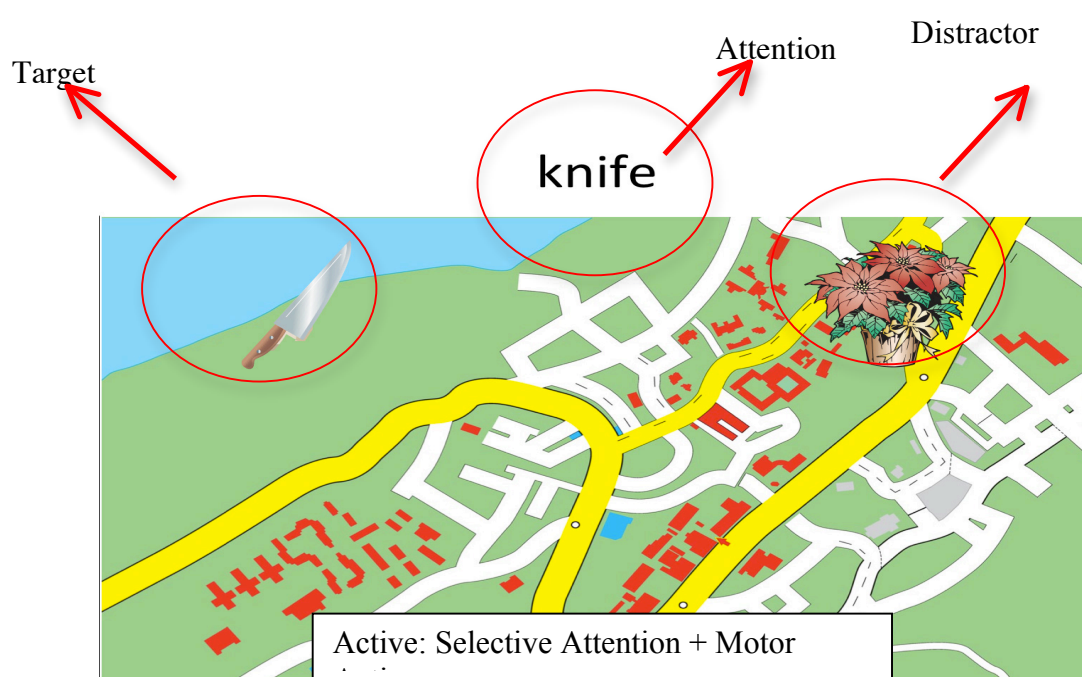 Target
Attention
Distractor
knife
Active: Selective Attention + Motor